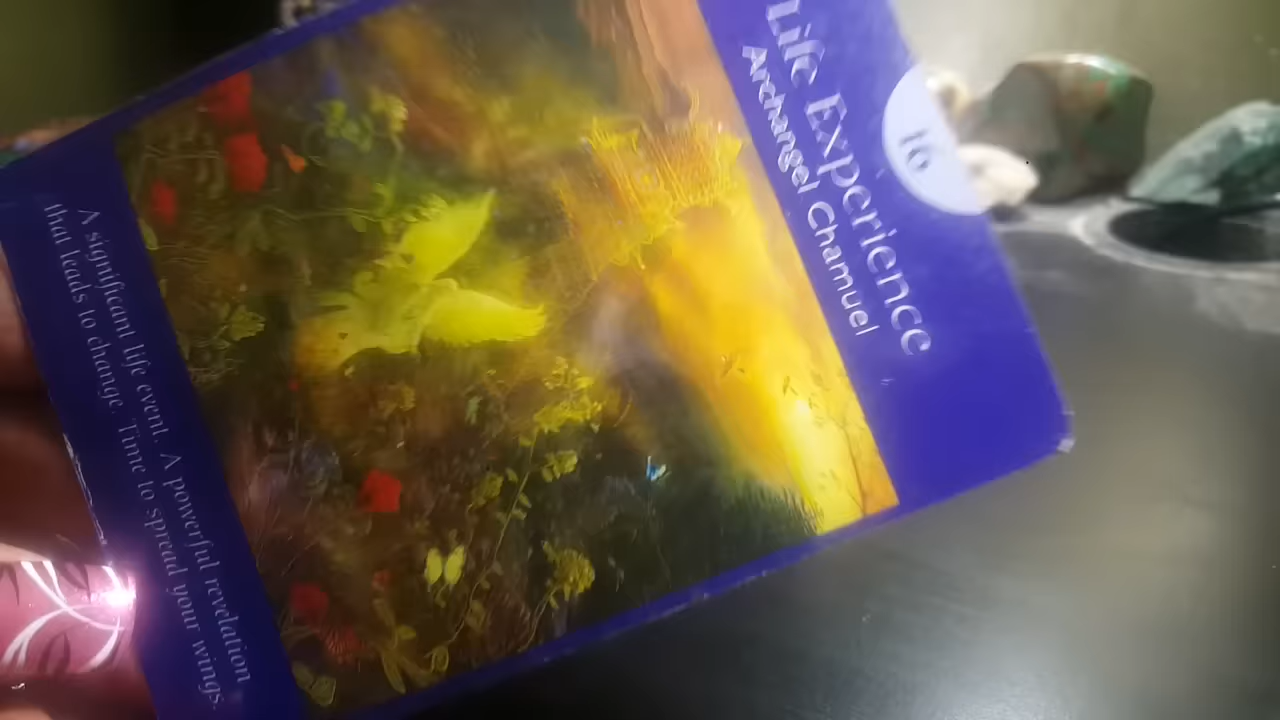 16
Life Experience
Archangel Chamuel
A significant life event. A powerful revelation
that leads to change. Time to spread your wings.